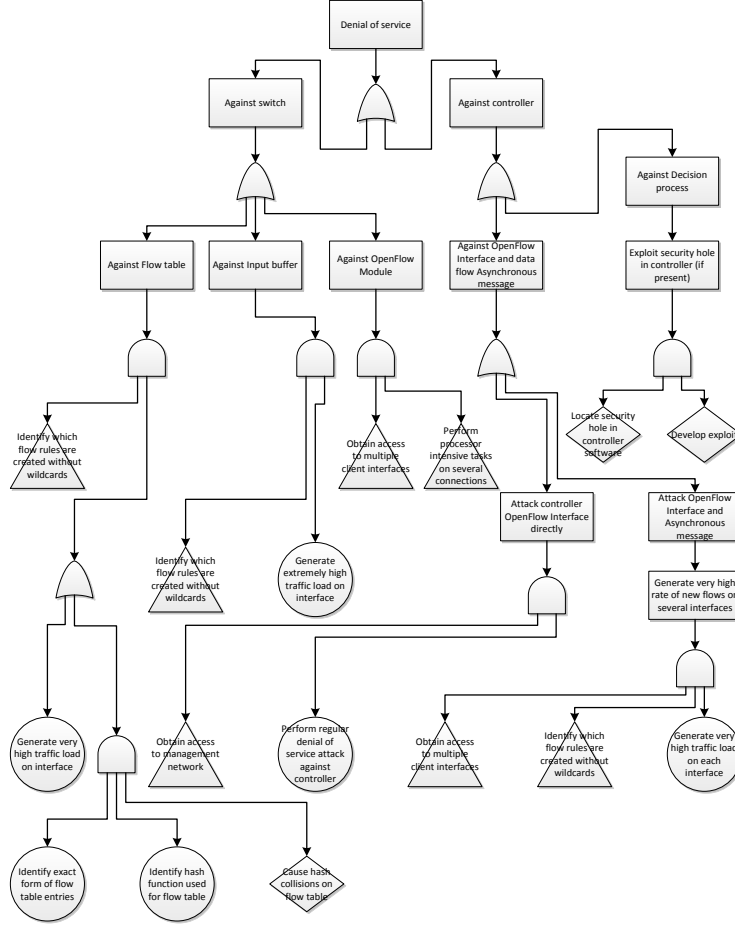 Denial of service
Against switch
Against controller
Against Decision
process
Against Flow table
Against Input buffer
Against OpenFlow
Module
Against OpenFlow
Interface and data
flow Asynchronous
message
Exploit security hole
in controller (if
present)
Identify which
flow rules are
created without
wildcards
Obtain access
to multiple
client interfaces
Perform
processor
intensive tasks
on several
connections
Locate security
hole in
controller
software
Develop exploit
Attack controller
OpenFlow Interface
directly
Attack OpenFlow
Interface and
Asynchronous
message
Identify which
flow rules are
created without
wildcards
Generate
extremely high
traffic load on
interface
Generate very high
rate of new flows on
several interfaces
Generate very
high traffic load
on interface
Obtain access
to management
network
Perform regular
denial of
service attack
against
controller
Obtain access
to multiple
client interfaces
Identify which
flow rules are
created without
wildcards
Generate very
high traffic load
on each
interface
Identify exact
form of flow
table entries
Identify hash
function used
for flow table
Cause hash
collisions on
flow table